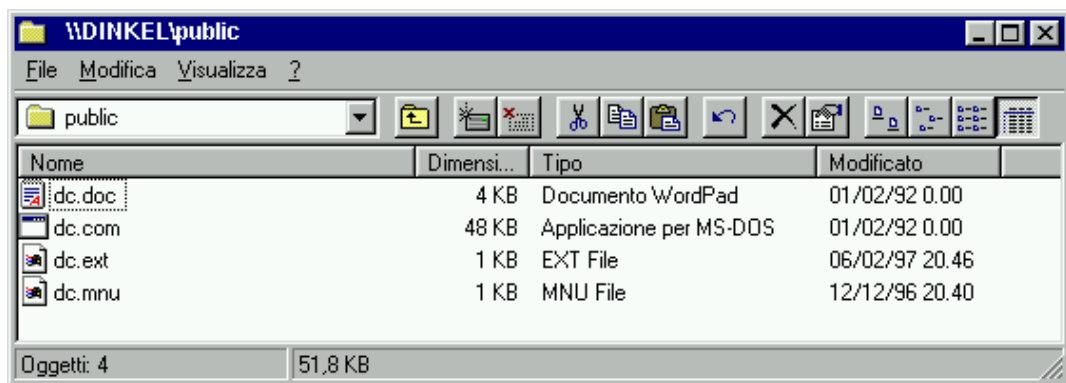 \\DINKEL\public
File Modifica Visualizza ?
public
Nome Dimensi... Tipo Modificato
dc.doc 4 KB Documento WordPad 01/02/92 0.00
dc.com 48 KB Applicazione per MS-DOS 01/02/92 0.00
dc.ext 1 KB EXT File 06/02/97 20.46
dc.mnu 1 KB MNU File 12/12/96 20.40
Oggetti: 4 51,8 KB